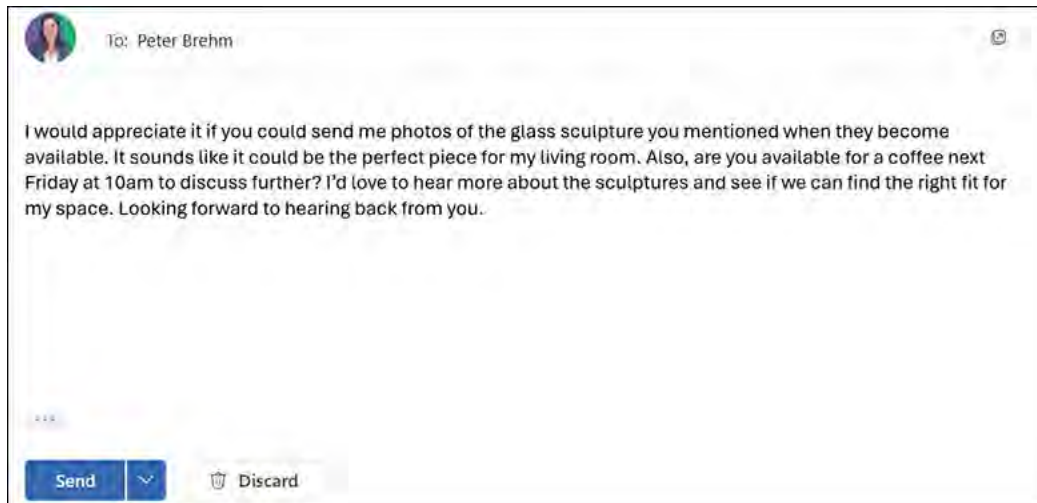 To: Peter Brehm
I would appreciate it if you could send me photos of the glass sculpture you mentioned when they become
available. It sounds like it could be the perfect piece for my living room. Also, are you available for a coffee next
Friday at 10am to discuss further? I'd love to hear more about the sculptures and see if we can find the right fit for
my space. Looking forward to hearing back from you.
...
Send Discard